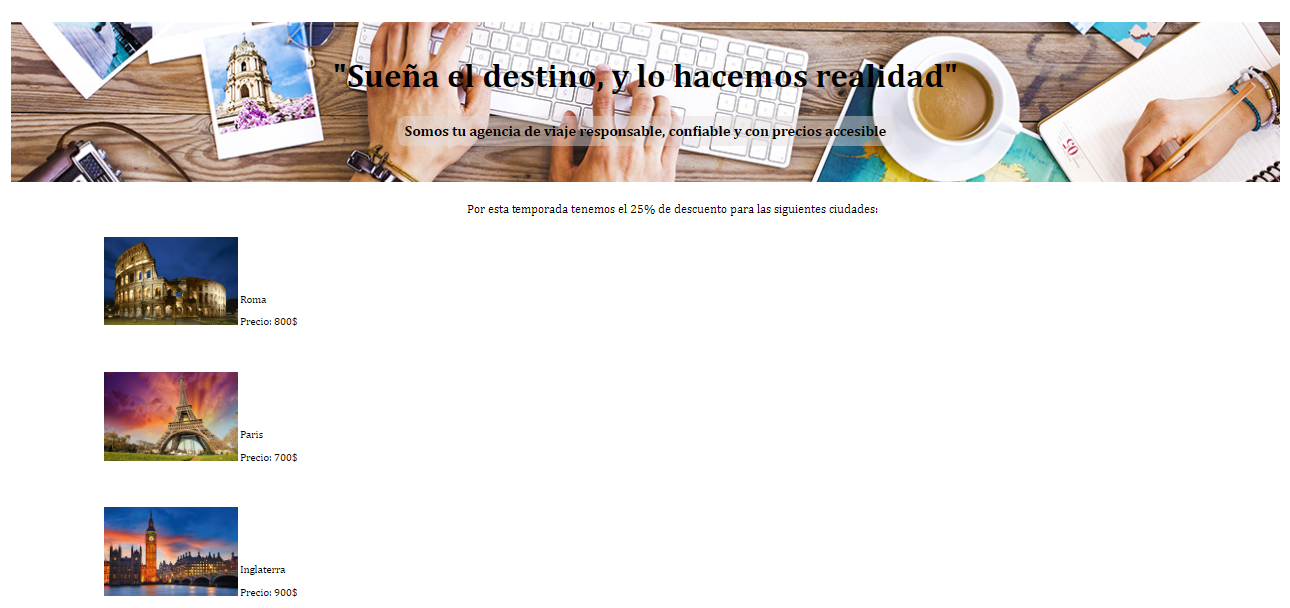 "Sueña el destino, y lo hacemos realidad"
Somos tu agencia de viaje responsable, confiable y con precios accesible
Por esta temporada tenemos el 25% de descuento para las siguientes ciudades:
Roma
Precio: 800$
Paris
Precio: 700$
Inglaterra
Precio: 900$